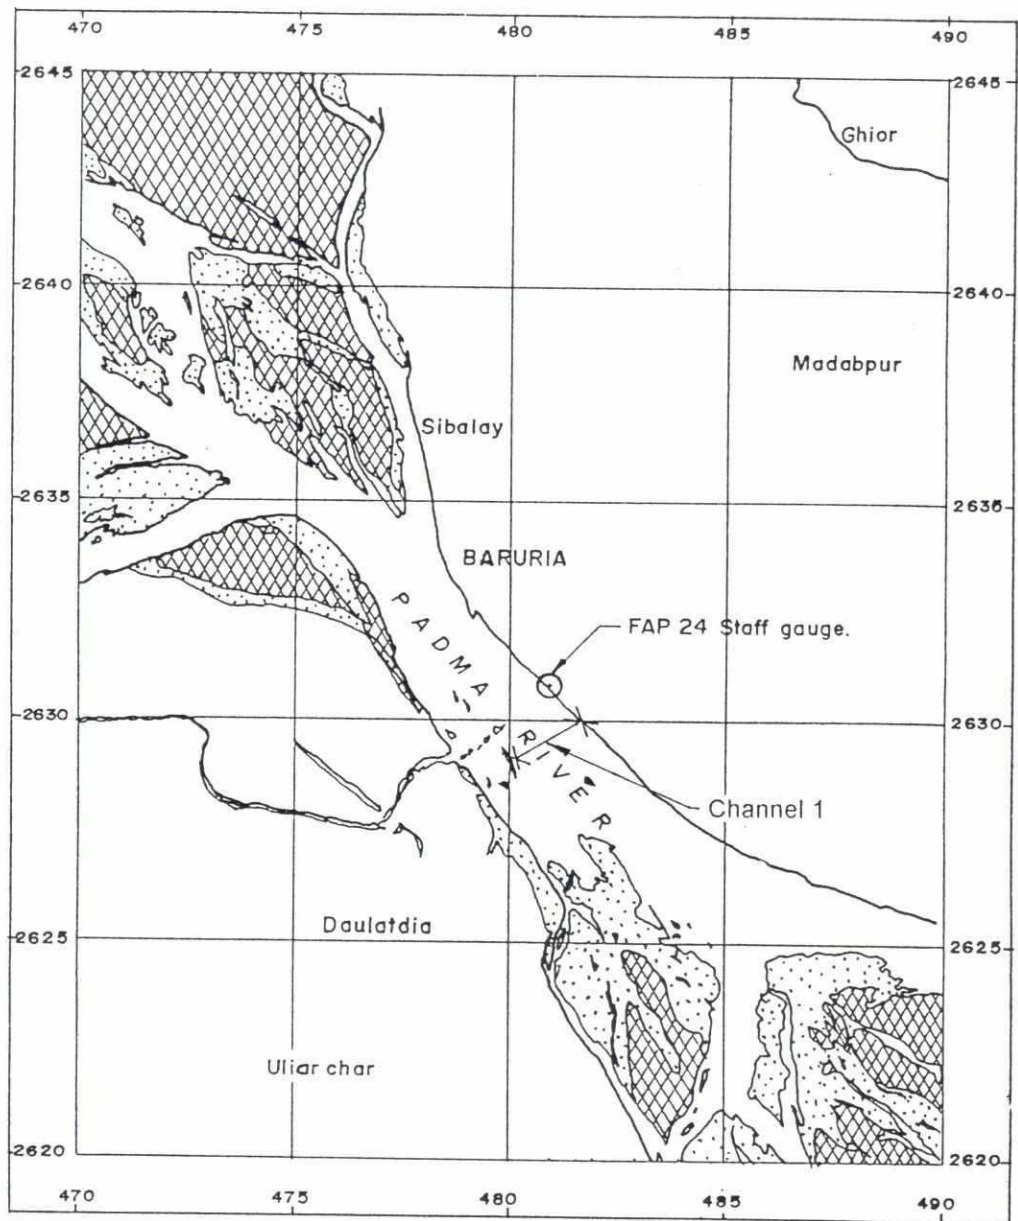 470 475 480 485 490
2645 2645
Ghior
2640 2640
Madabpur
Sibalay
2635 2635
BARURIA
FAP 24 Staff gauge.
PADMA RIVER
2630 2630
Channel 1
Daulatdia
2625 2625
Uliar char
2620 2620
470 475 480 485 490